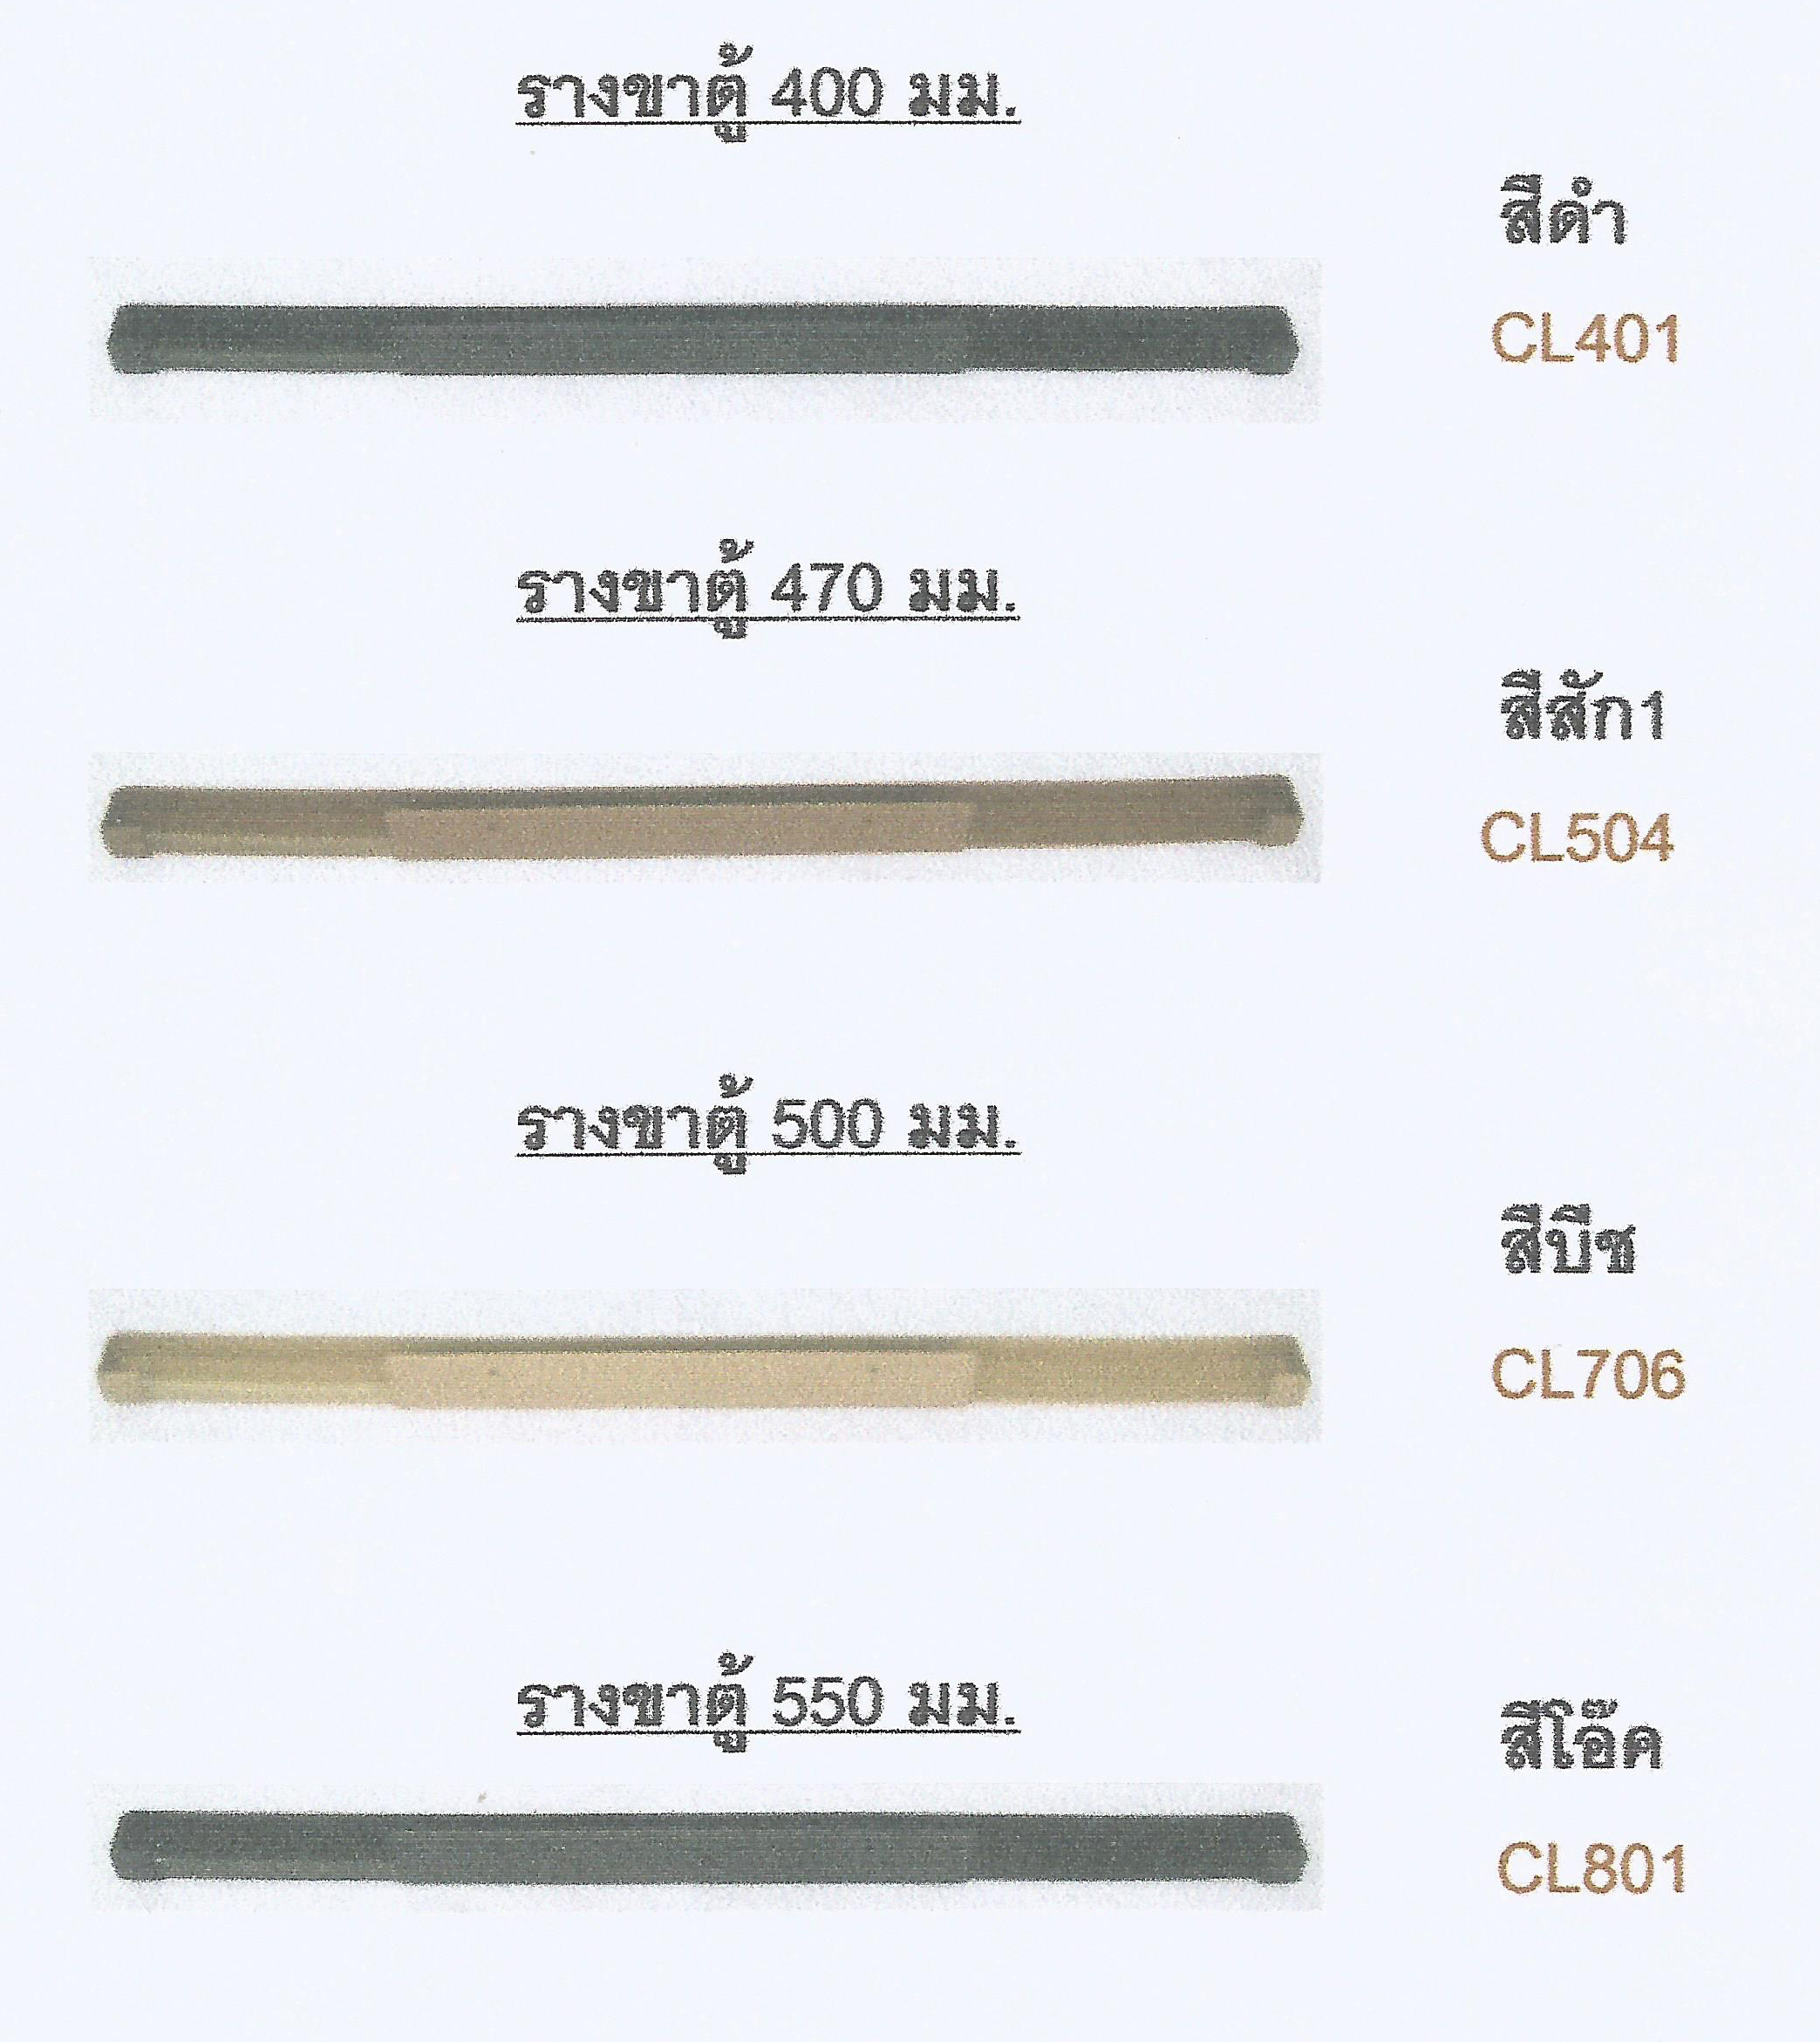 รางขาตู้ 400 มม.
สีดำ
CL401
รางขาตู้ 470 มม.
สีสัก1
CL504
รางขาตู้ 500 มม.
สีบีช
CL706
รางขาตู้ 550 มม.
สีโอ๊ค
CL801